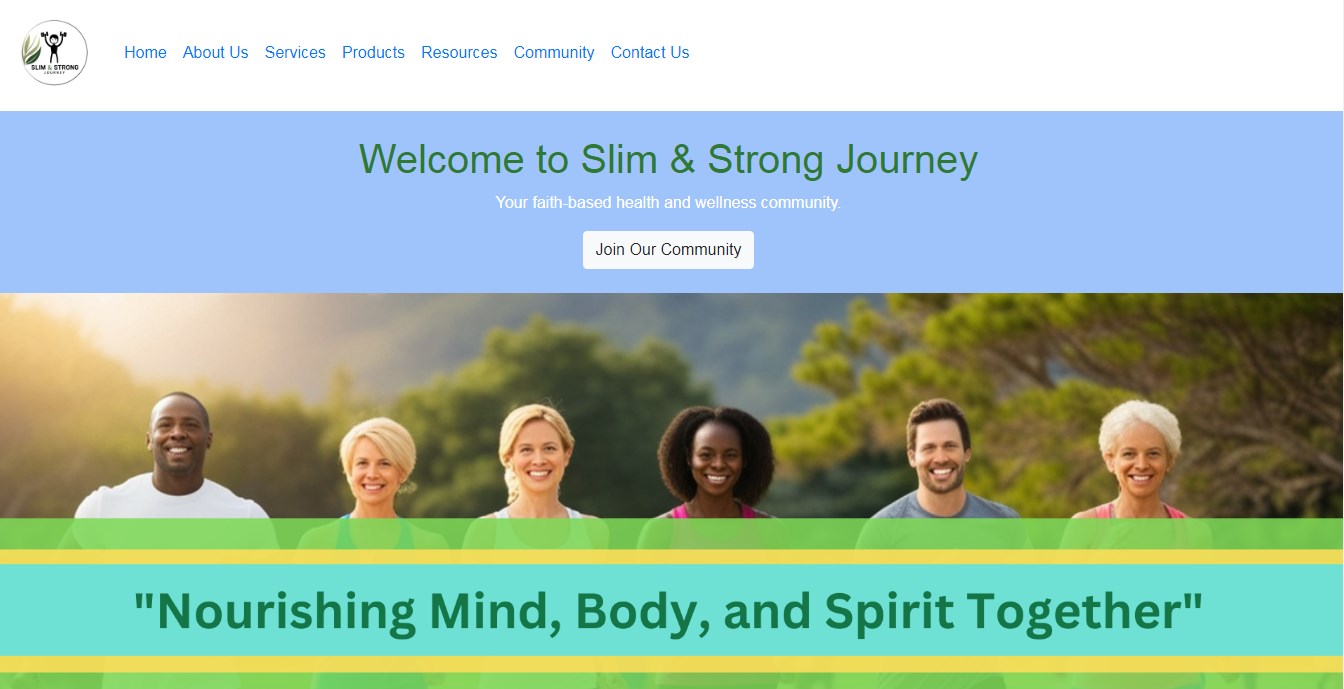 SLIM & STRONG
JOURNEY
Home About Us Services Products Resources Community Contact Us
Welcome to Slim & Strong Journey
Your faith-based health and wellness community.
Join Our Community
"Nourishing Mind, Body, and Spirit Together"